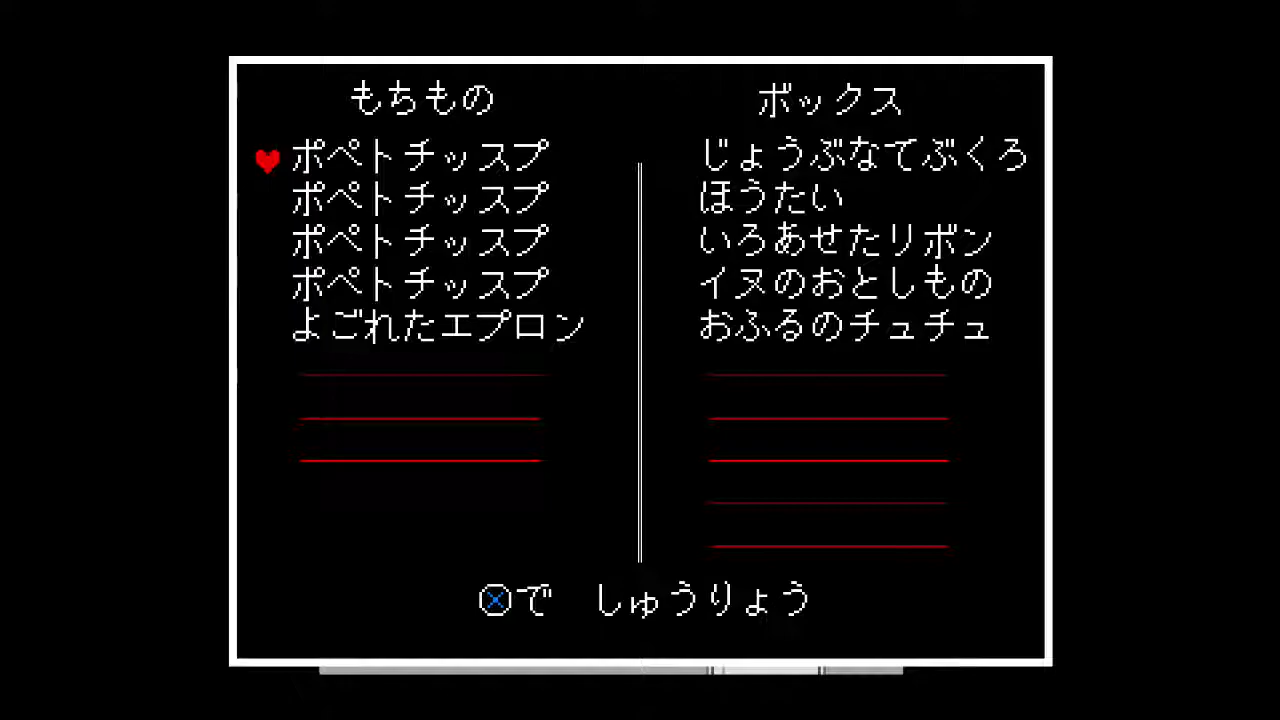 もちもの
ポペトチッスプ
ポペトチッスプ
ポペトチッスプ
ポペトチッスプ
よごれたエプロン
ボックス
じょうぶなてぶくろ
ほうたい
いろあせたリボン
イヌのおとしもの
おふるのチュチュ
Ⓧで しゅうりょう